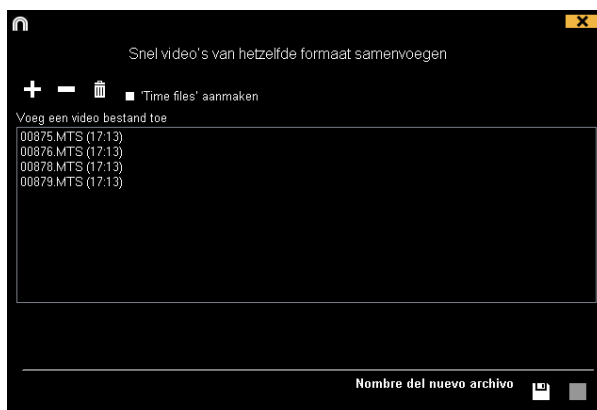 Snel video's van hetzelfde formaat samenvoegen
'Time files' aanmaken
Voeg een video bestand toe
00875.MTS (17:13)
00876.MTS (17:13)
00878.MTS (17:13)
00879.MTS (17:13)
Nombre del nuevo archivo